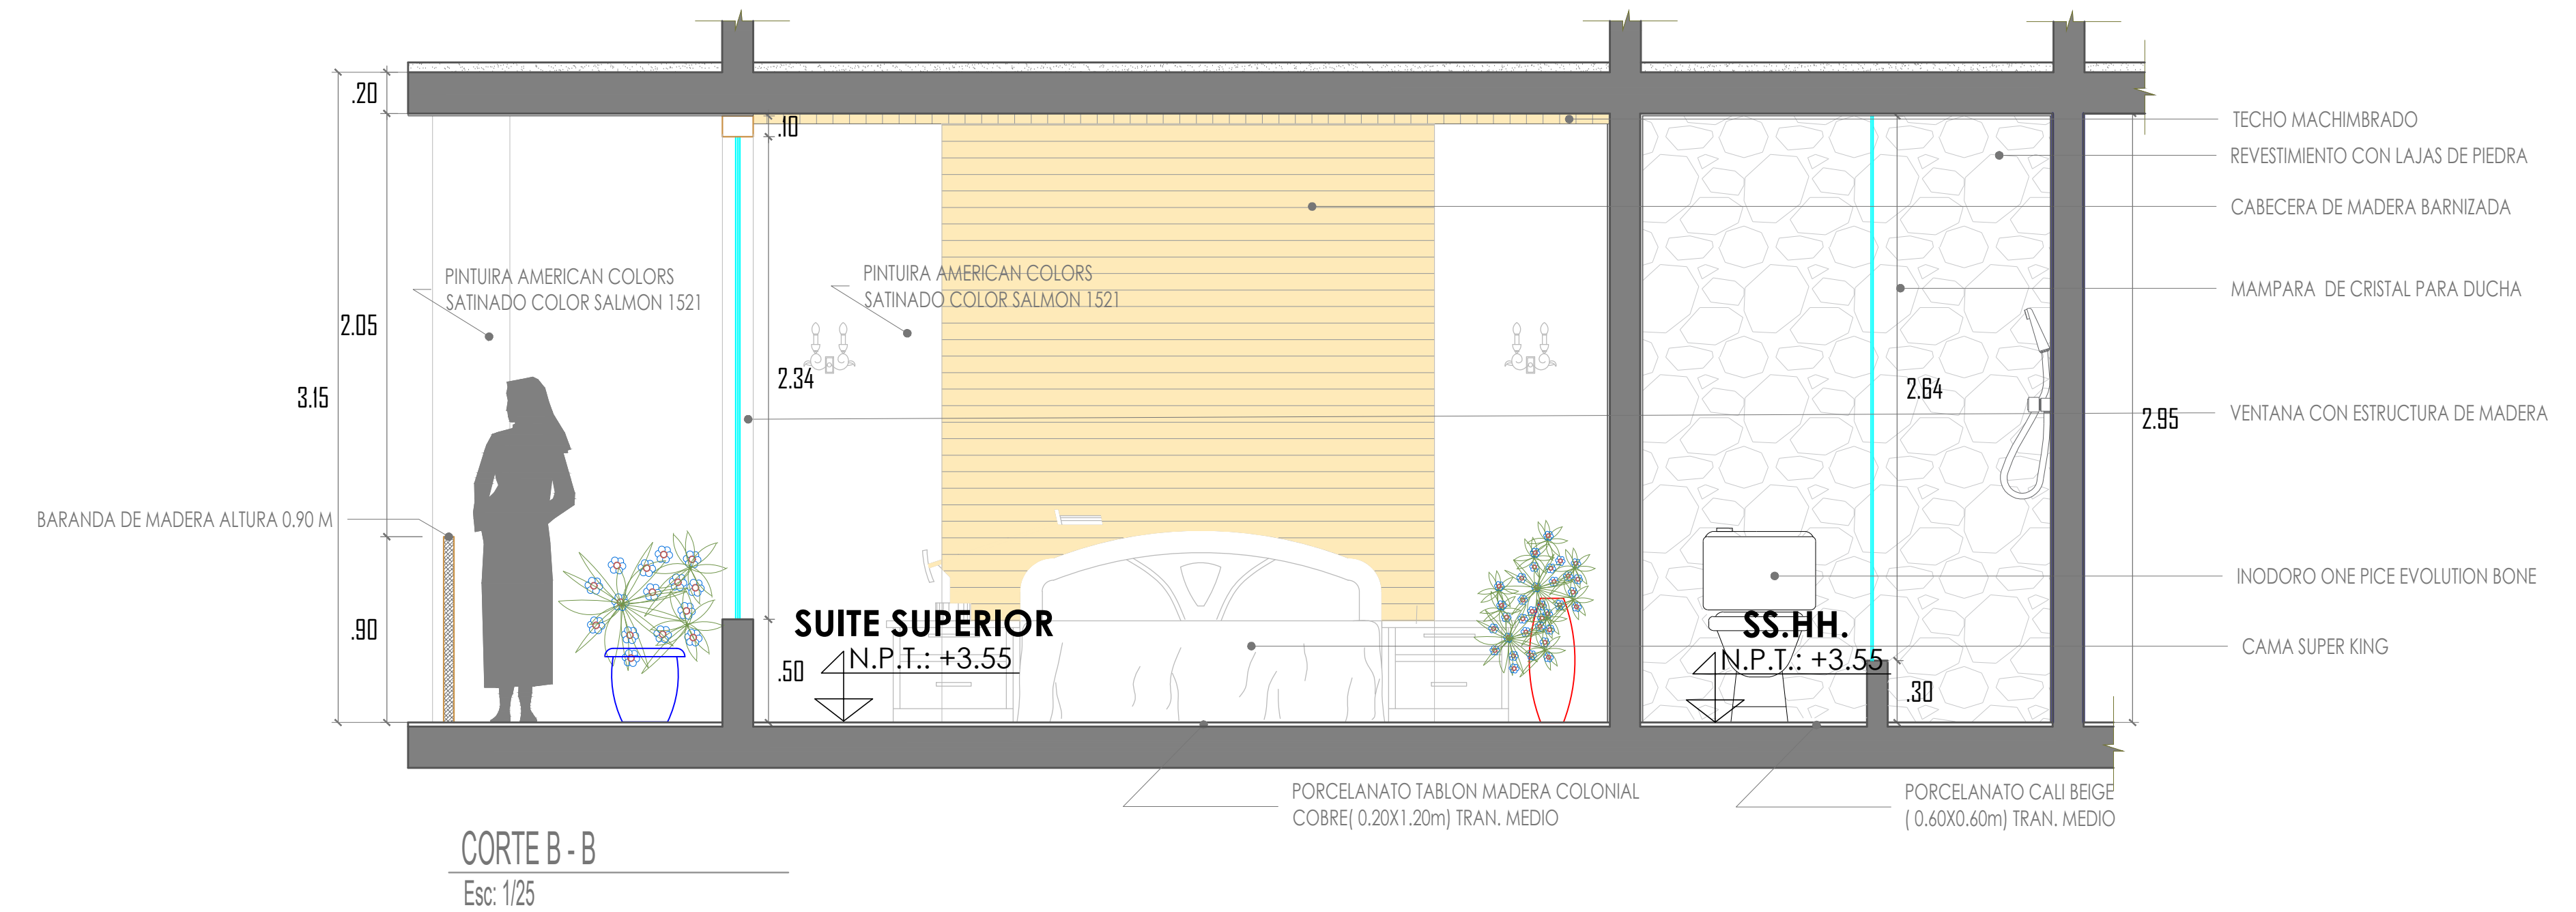 .20
.10
TECHO MACHIMBRADO
REVESTIMIENTO CON LAJAS DE PIEDRA
CABECERA DE MADERA BARNIZADA
PINTUIRA AMERICAN COLORS
SATINADO COLOR SALMON 1521
PINTUIRA AMERICAN COLORS
SATINADO COLOR SALMON 1521
MAMPARA DE CRISTAL PARA DUCHA
2.05
2.34
2.64
3.15
2.95
VENTANA CON ESTRUCTURA DE MADERA
BARANDA DE MADERA ALTURA 0.90 M
INODORO ONE PICE EVOLUTION BONE
.90
SUITE SUPERIOR
N.P.T.: +3.55
SS.HH.
N.P.T.: +3.55
CAMA SUPER KING
.50
.30
PORCELANATO TABLON MADERA COLONIAL
COBRE( 0.20X1.20m) TRAN. MEDIO
PORCELANATO CALI BEIGE
( 0.60X0.60m) TRAN. MEDIO
CORTE B - B
Esc: 1/25